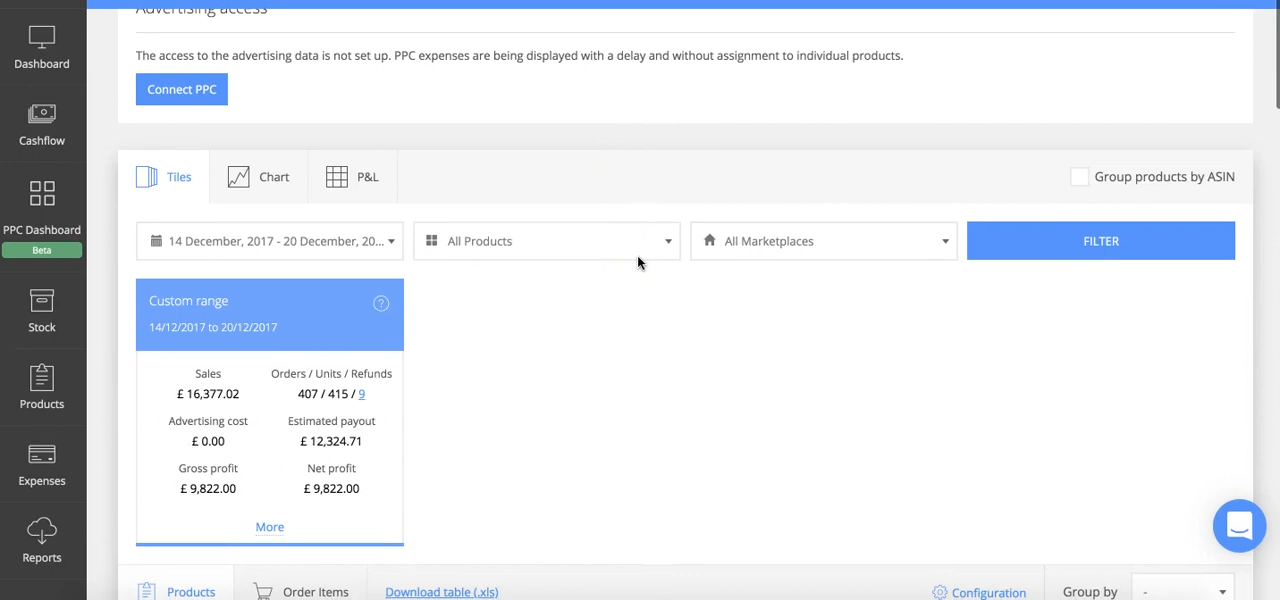 Advertising access
The access to the advertising data is not set up. PPC expenses are being displayed with a delay and without assignment to individual products.
Connect PPC
Dashboard
Cashflow
PPC Dashboard
Beta
Stock
Products
Expenses
Reports
Tiles
Chart
P&L
Group products by ASIN
14 December, 2017 - 20 December, 20...
All Products
All Marketplaces
FILTER
Custom range
?
14/12/2017 to 20/12/2017
Sales
Orders / Units / Refunds
£ 16,377.02
407 / 415 / 9
Advertising cost
Estimated payout
£ 0.00
£ 12,324.71
Gross profit
Net profit
£ 9,822.00
£ 9,822.00
More
Products
Order Items
Download table (.xls)
Configuration
Group by
-